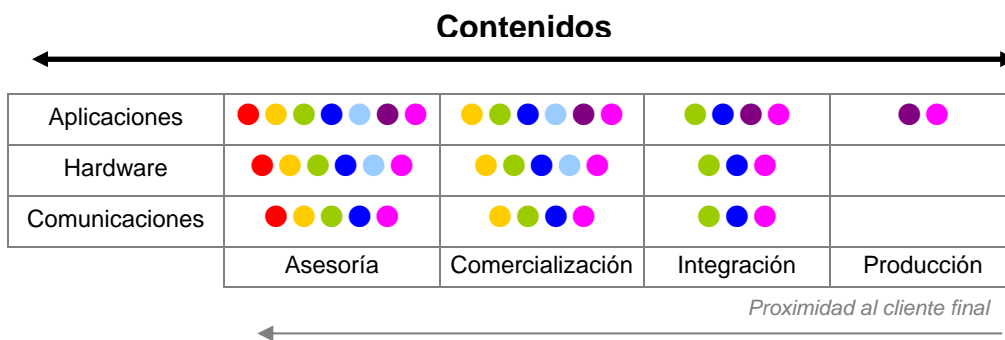 Contenidos
Aplicaciones
Hardware
Comunicaciones
Asesoría Comercialización Integración Producción
Proximidad al cliente final